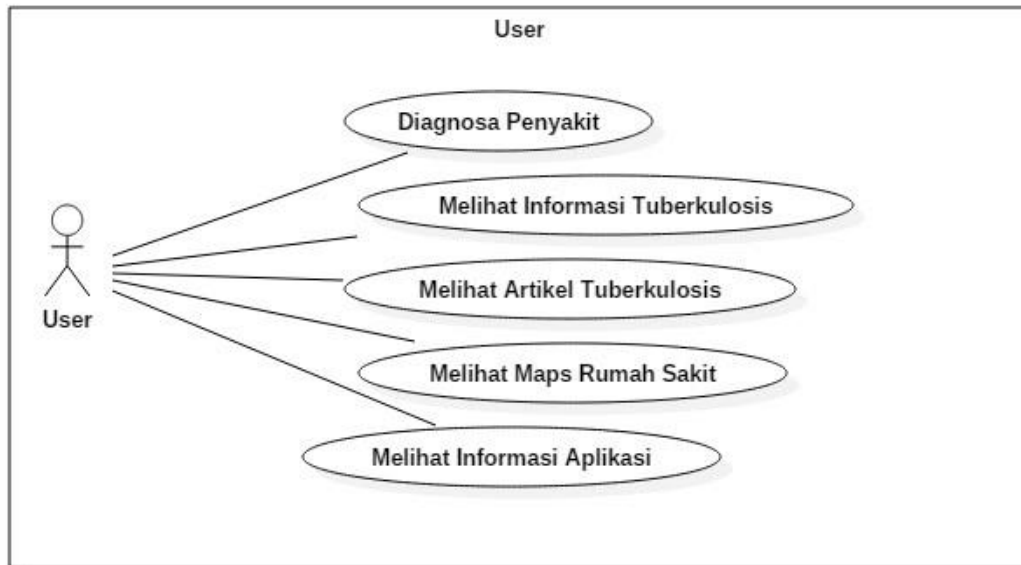 User
Diagnosa Penyakit
Melihat Informasi Tuberkulosis
Melihat Artikel Tuberkulosis
User
Melihat Maps Rumah Sakit
Melihat Informasi Aplikasi